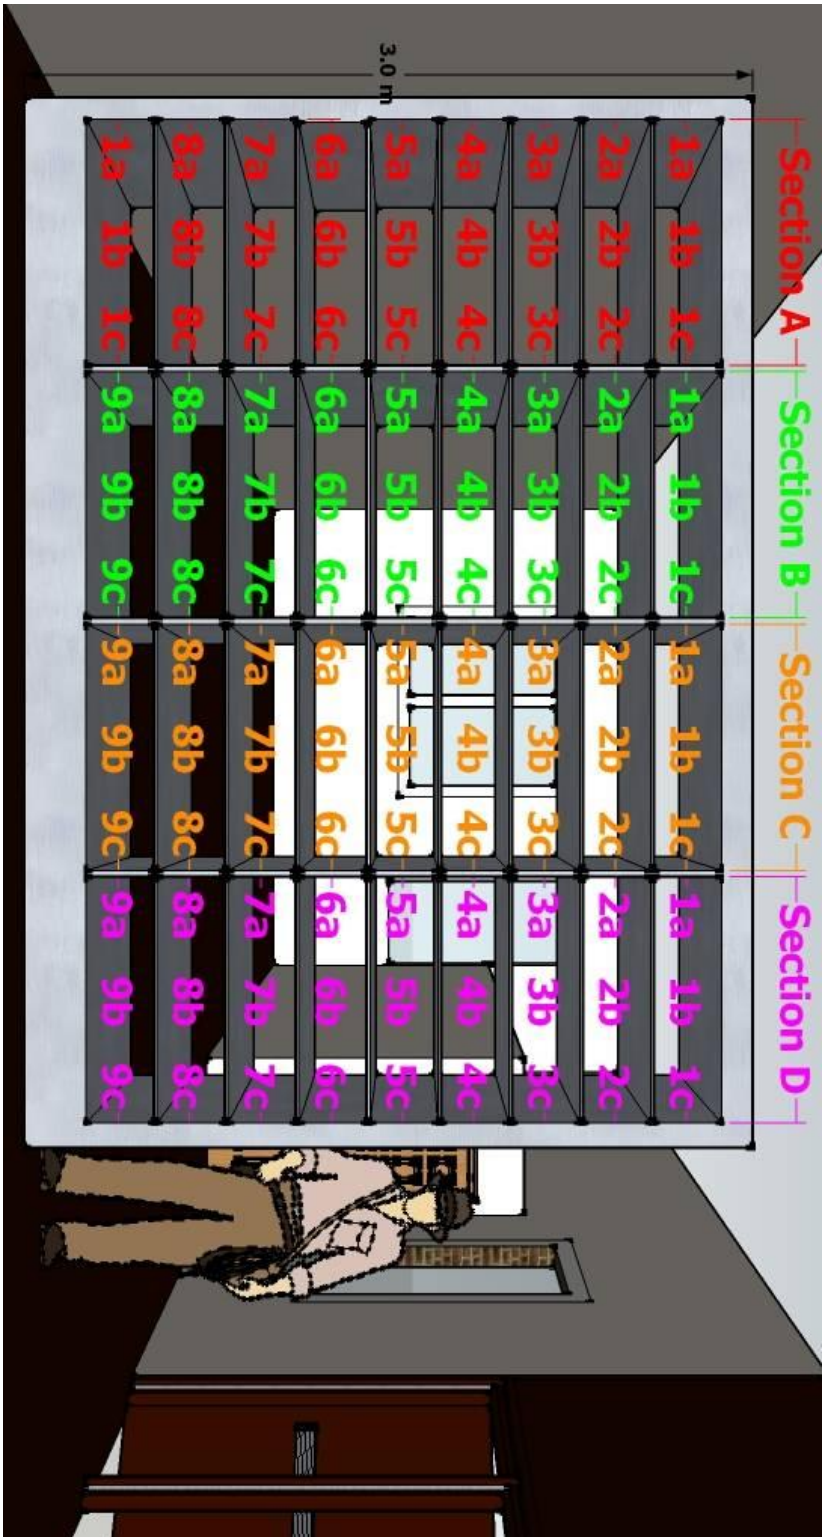 Section A Section B Section C Section D
1a 1b 1c 1a 1b 1c 1a 1b 1c 1a 1b 1c
2a 2b 2c 2a 2b 2c 2a 2b 2c 2a 2b 2c
3a 3b 3c 3a 3b 3c 3a 3b 3c 3a 3b 3c
4a 4b 4c 4a 4b 4c 4a 4b 4c 4a 4b 4c
3.0 m 5a 5b 5c 5a 5b 5c 5a 5b 5c 5a 5b 5c
6a 6b 6c 6a 6b 6c 6a 6b 6c 6a 6b 6c
7a 7b 7c 7a 7b 7c 7a 7b 7c 7a 7b 7c
8a 8b 8c 8a 8b 8c 8a 8b 8c 8a 8b 8c
1a 1b 1c 9a 9b 9c 9a 9b 9c 9a 9b 9c